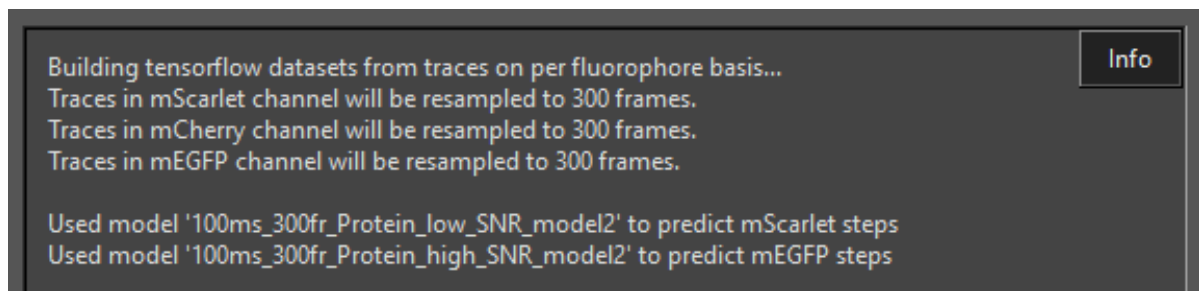 Info
Building tensorflow datasets from traces on per fluorophore basis...
Traces in mScarlet channel will be resampled to 300 frames.
Traces in mCherry channel will be resampled to 300 frames.
Traces in mEGFP channel will be resampled to 300 frames.
Used model '100ms_300fr_Protein_low_SNR_model2' to predict mScarlet steps
Used model '100ms_300fr_Protein_high_SNR_model2' to predict mEGFP steps